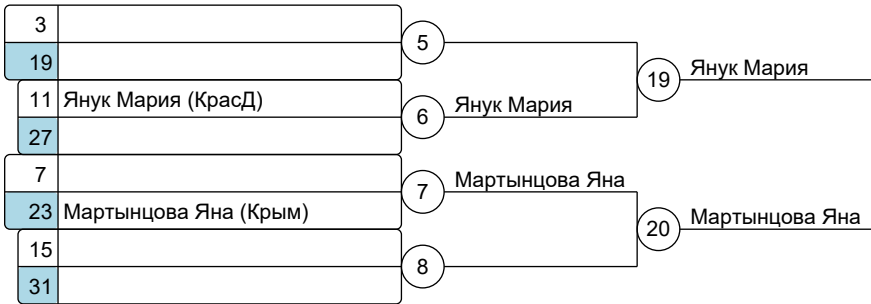 3
5
19
19 Янук Мария
11 Янук Мария (КрасД)
6 Янук Мария
27
7
7 Мартынцова Яна
23 Мартынцова Яна (Крым)
20 Мартынцова Яна
15
8
31